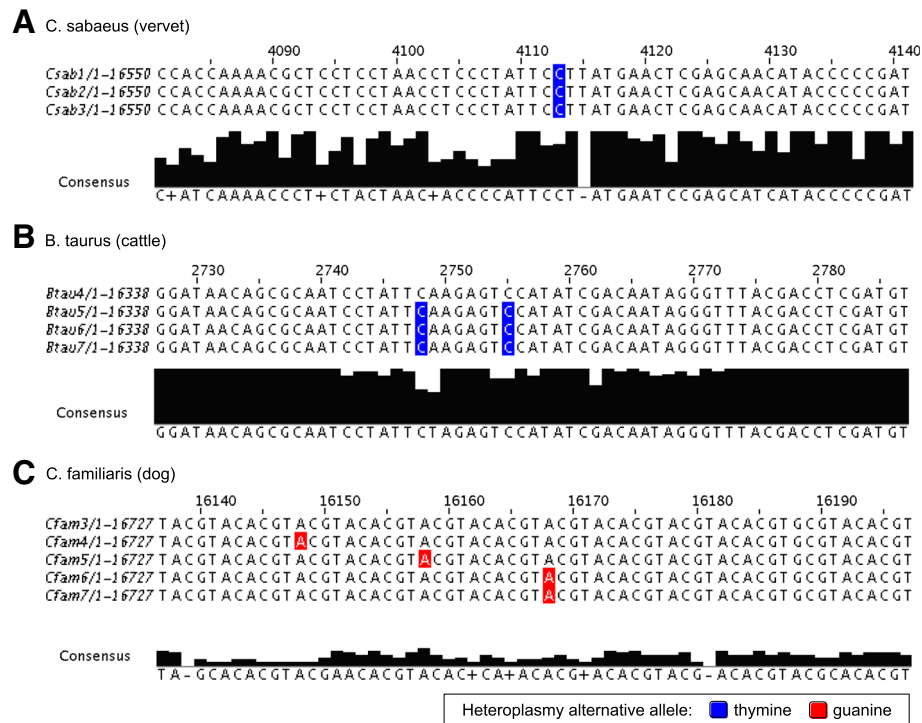 A C. sabaeus (vervet)
4090 4100 4110 4120 4130 4140
Csab1/1-16550 CCACCAAAACGCTCCTCCTAACCTCCCTATTCCTTATGAACTCGAGCAACATACCCCCGAT
Csab2/1-16550 CCACCAAAACGCTCCTCCTAACCTCCCTATTCCTTATGAACTCGAGCAACATACCCCCGAT
Csab3/1-16550 CCACCAAAACGCTCCTCCTAACCTCCCTATTCCTTATGAACTCGAGCAACATACCCCCGAT
Consensus
C+ATCAAAACCCT+CTACTAAC+ACCCCATTCCT-ATGAATCCGAGCATCATACCCCCGAT
B B. taurus (cattle)
2730 2740 2750 2760 2770 2780
Btau4/1-16338 GGATAACAGCGCAATCCTATTCAAGAGTCCATATCGACAATAGGGTTTACGACCTCGATGT
Btau5/1-16338 GGATAACAGCGCAATCCTATTCAAGAGTCCATATCGACAATAGGGTTTACGACCTCGATGT
Btau6/1-16338 GGATAACAGCGCAATCCTATTCAAGAGTCCATATCGACAATAGGGTTTACGACCTCGATGT
Btau7/1-16338 GGATAACAGCGCAATCCTATTCAAGAGTCCATATCGACAATAGGGTTTACGACCTCGATGT
Consensus
GGATAACAGCGCAATCCTATTCTAGAGTCCATATCGACAATAGGGTTTACGACCTCGATGT
C C. familiaris (dog)
16140 16150 16160 16170 16180 16190
Cfam3/1-16727 TACGTACACGTACGTACACGTACGTACACGTACGTACACGTACGTACACGTGCGTACACGT
Cfam4/1-16727 TACGTACACGTACGTACACGTACGTACACGTACGTACACGTACGTACACGTGCGTACACGT
Cfam5/1-16727 TACGTACACGTACGTACACGTACGTACACGTACGTACACGTACGTACACGTGCGTACACGT
Cfam6/1-16727 TACGTACACGTACGTACACGTACGTACACGTACGTACACGTACGTACACGTGCGTACACGT
Cfam7/1-16727 TACGTACACGTACGTACACGTACGTACACGTACGTACACGTACGTACACGTGCGTACACGT
Consensus
TA-GCACACGTACGAACACGTACAC+CA+ACACG+ACACGTACG-ACACGTACGCACACGT
Heteroplasmy alternative allele: thymine guanine